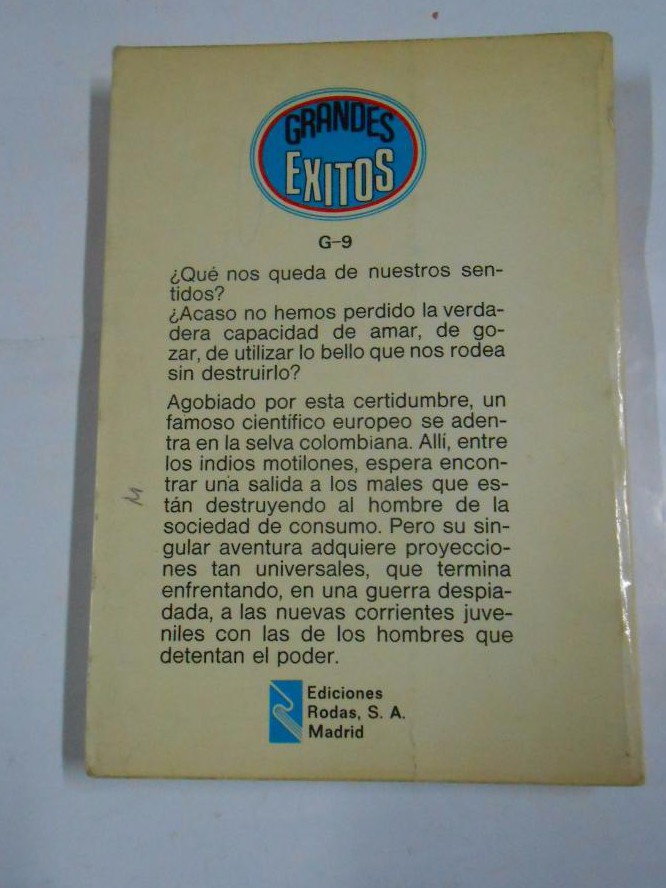 GRANDES
EXITOS
G-9
¿Qué nos queda de nuestros sen-
tidos?
¿Acaso no hemos perdido la verda-
dera capacidad de amar, de go-
zar, de utilizar lo bello que nos rodea
sin destruirlo?
Agobiado por esta certidumbre, un
famoso científico europeo se aden-
tra en la selva colombiana. Allí, entre
los indios motilones, espera encon-
trar una salida a los males que es-
tán destruyendo al hombre de la
sociedad de consumo. Pero su sin-
gular aventura adquiere proyeccio-
nes tan universales, que termina
enfrentando, en una guerra despia-
dada, a las nuevas corrientes juve-
niles con las de los hombres que
detentan el poder.
Ediciones
Rodas, S. A.
Madrid